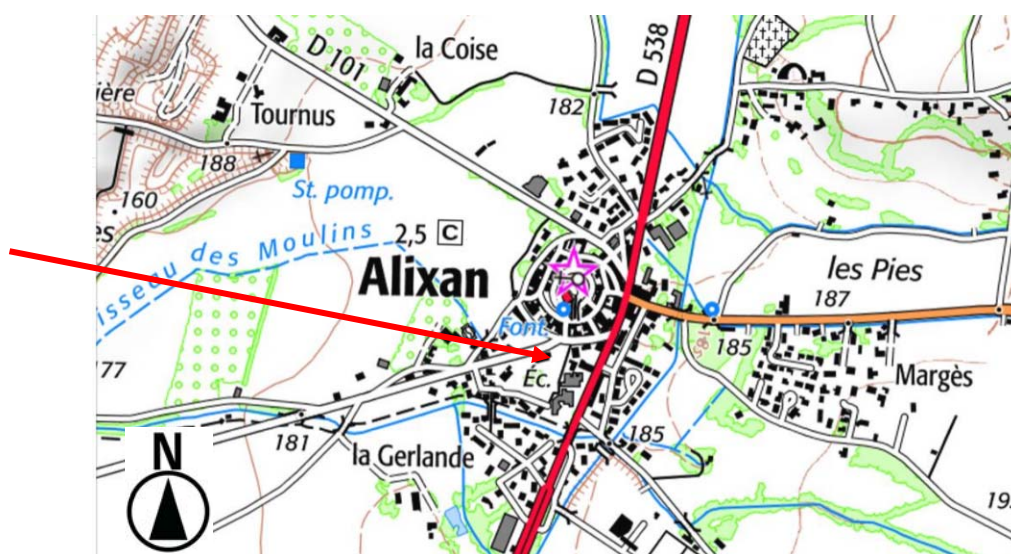 la Coise
D 101
D 538
ière
Tournus
182
188
St. pomp.
160
es
isseau des Moulins
2,5 C
Alixan
les Pies
187
Font.
185
185
177
Éc.
Margès
181
185
la Gerlande
N
19